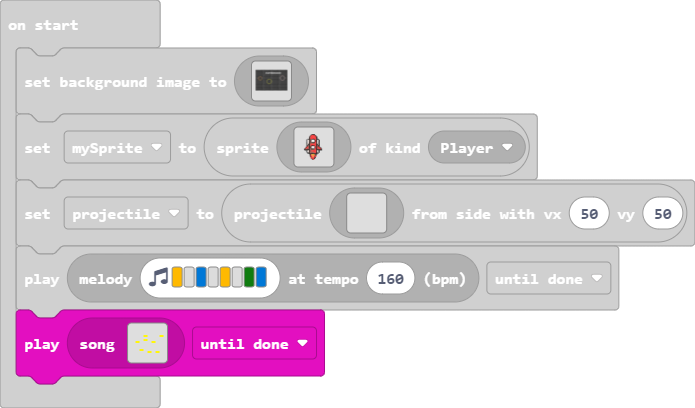 on start
set background image to
set mySprite to sprite of kind Player
set projectile to projectile from side with vx 50 vy 50
play melody at tempo 160 (bpm) until done
play song until done